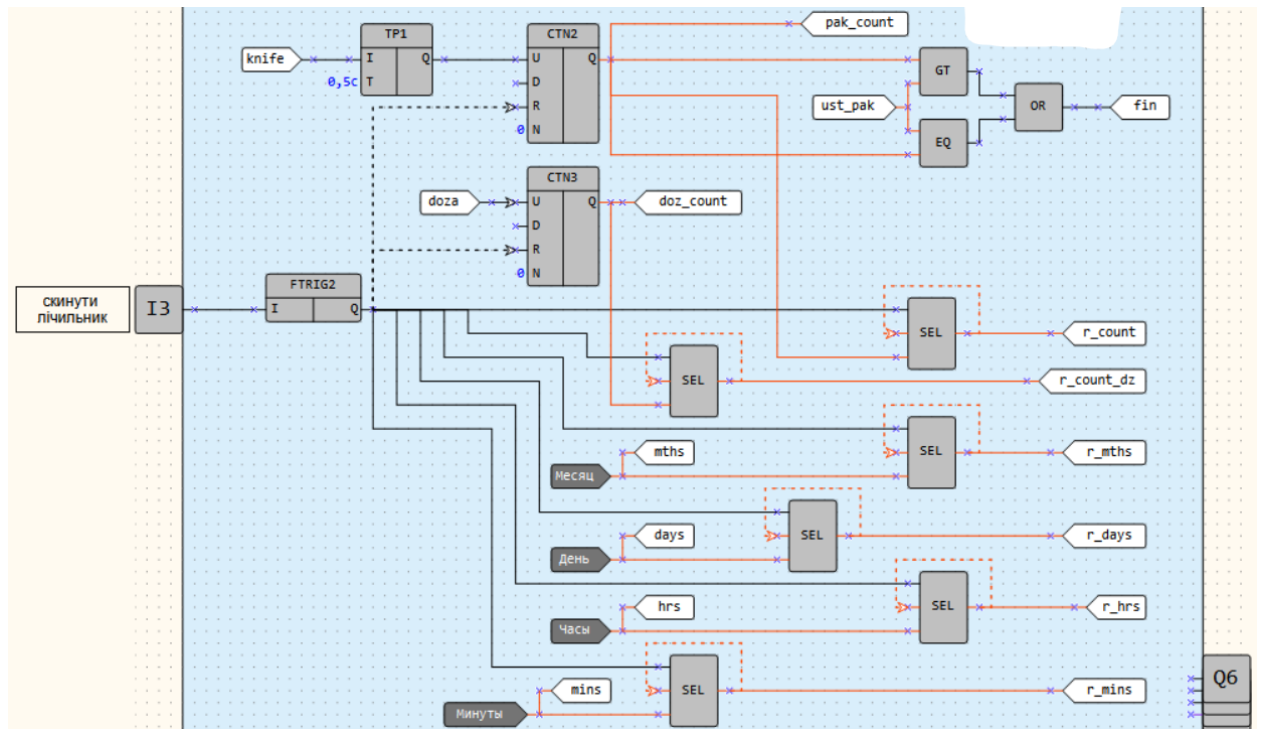 TP1
CTN2
pak_count
knife
I
Q
U
Q
GT
0,5с
T
D
R
ust_pak
OR
fin
0
N
EQ
CTN3
doza
U
Q
doz_count
D
R
0
N
скинути
лічильник
I3
FTRIG2
I
Q
SEL
r_count
SEL
r_count_dz
mths
SEL
r_mths
Месяц
days
SEL
r_days
День
hrs
SEL
r_hrs
Часы
mins
SEL
r_mins
Q6
Минуты